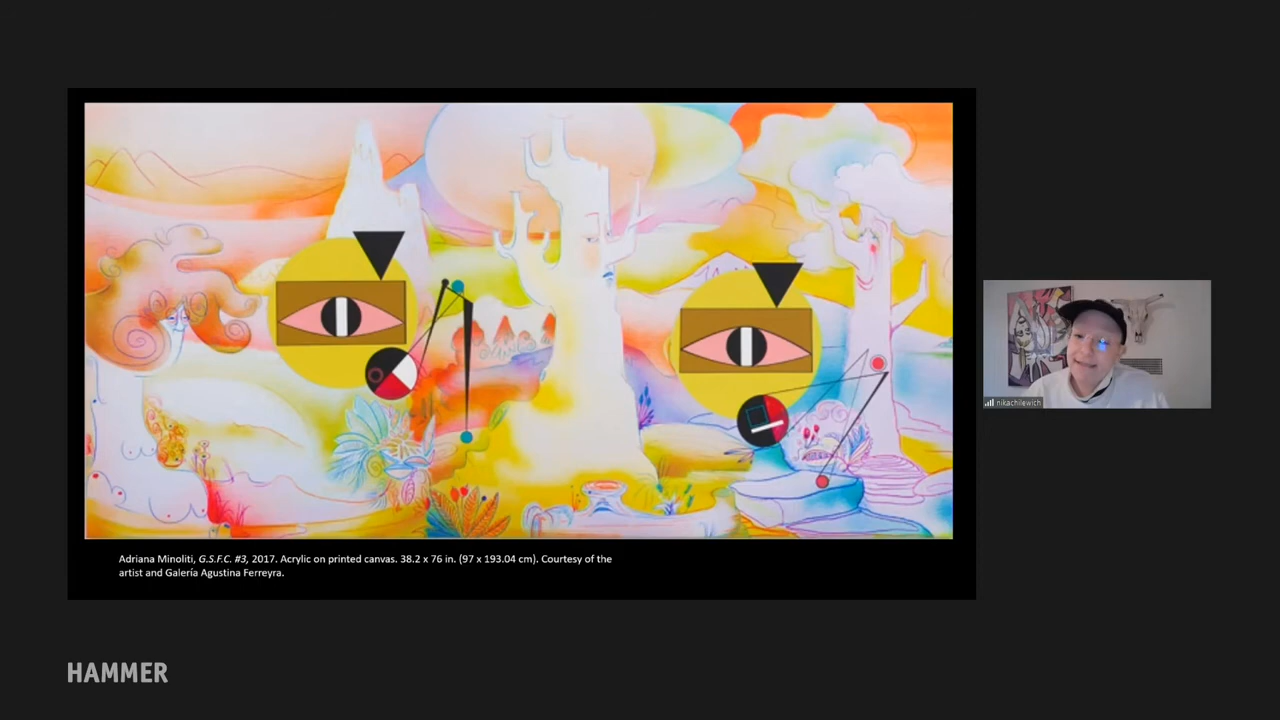 Adriana Minoliti, G.S.F.C. #3, 2017. Acrylic on printed canvas. 38.2 x 76 in. (97 x 193.04 cm). Courtesy of the
artist and Galería Agustina Ferreyra.
nikachilewich
HAMMER